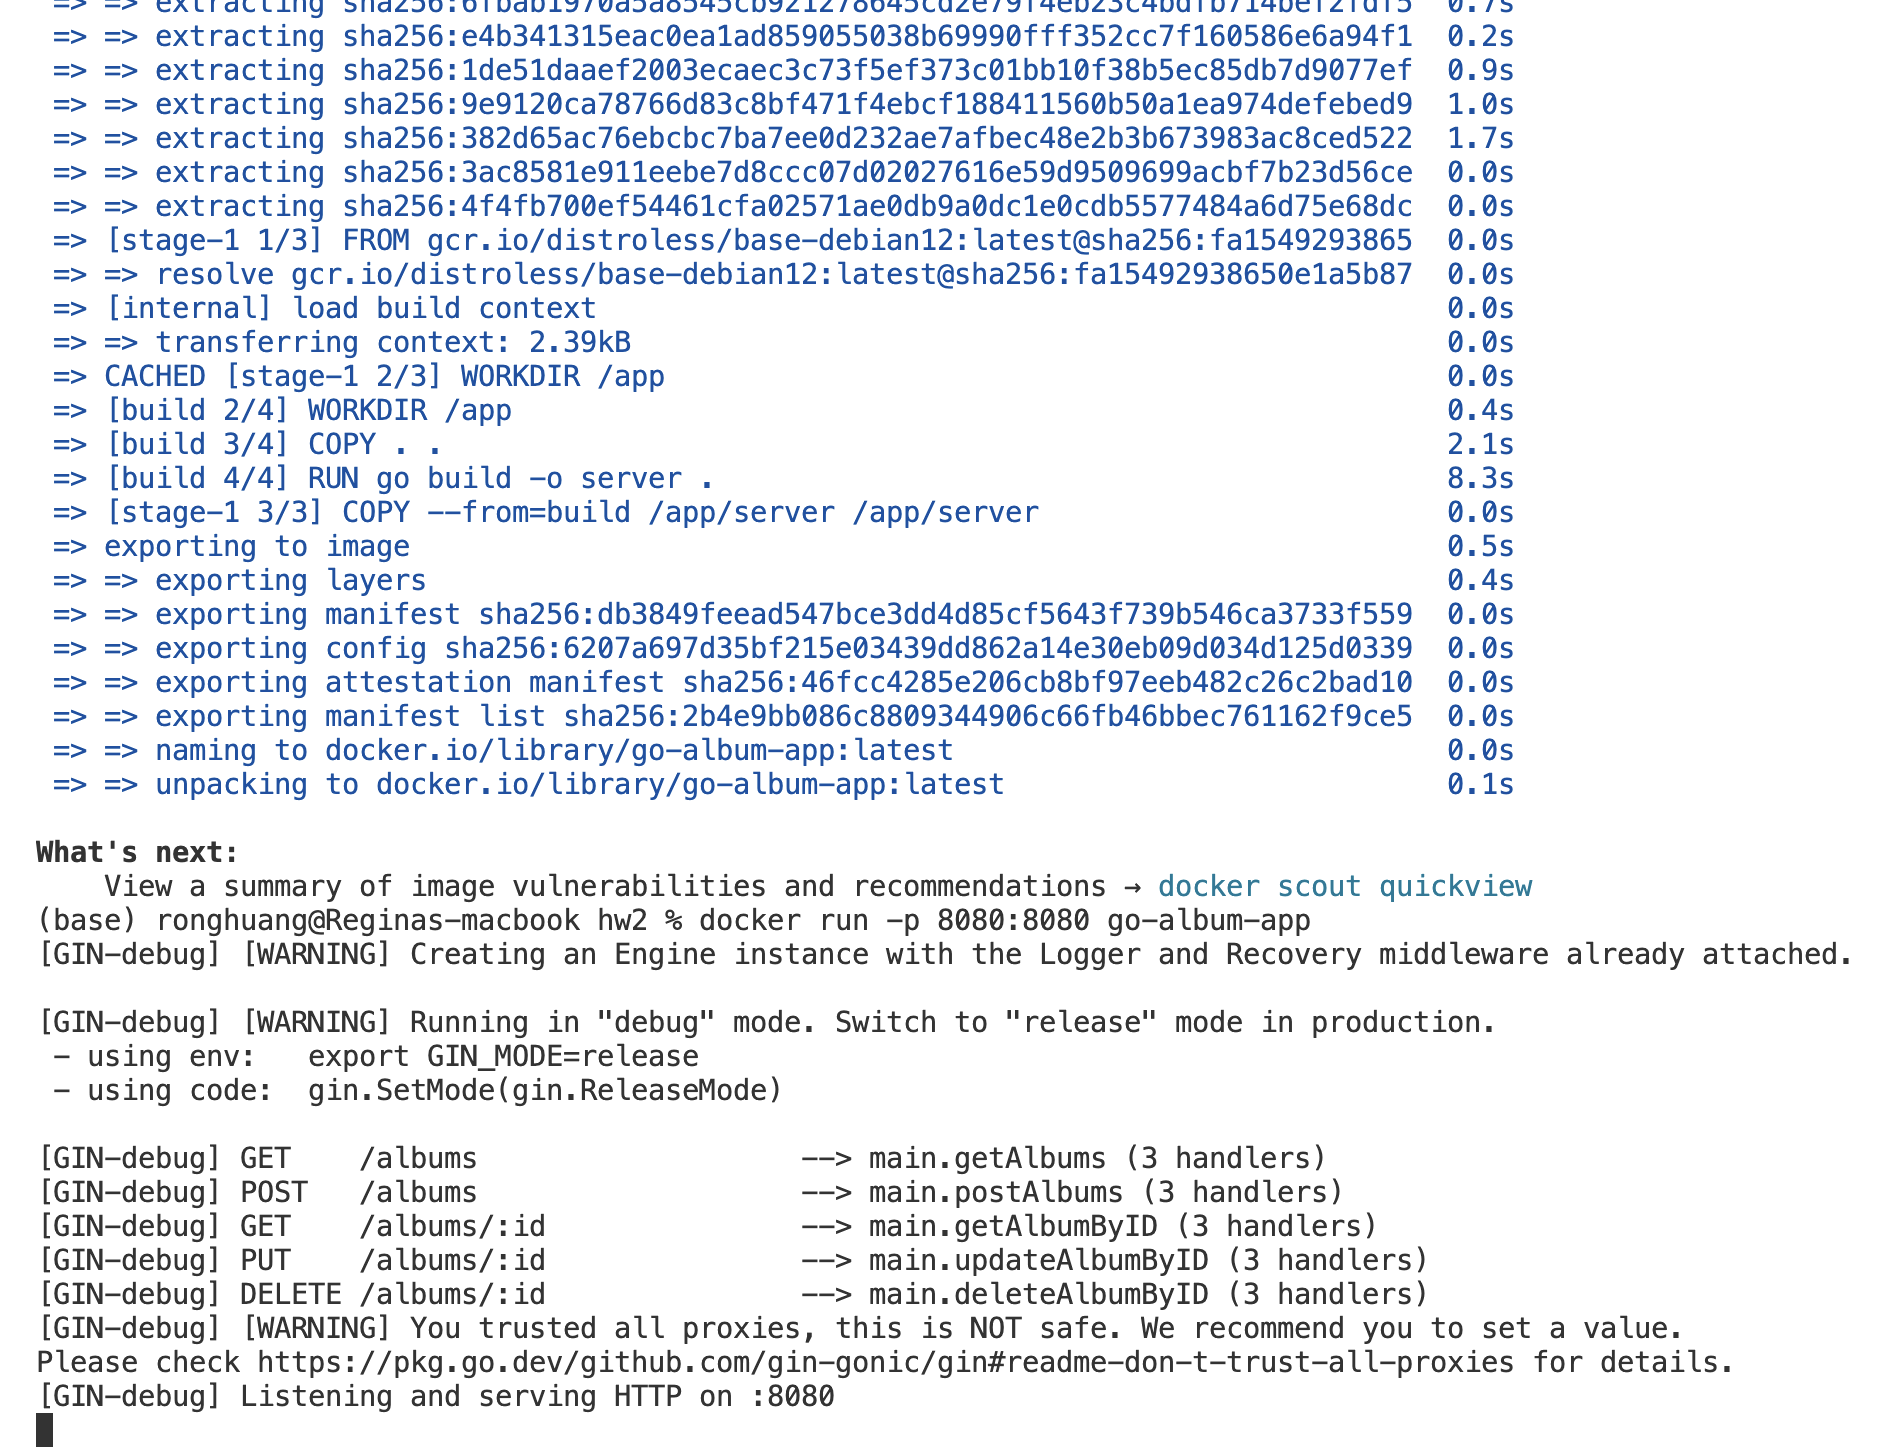 => => extracting sha256:6fbab1970a5a8545cb921278645cd2e79f4eb23c4bdfb714bef2fdf5 0.7s
=> => extracting sha256:e4b341315eac0ea1ad859055038b69990fff352cc7f160586e6a94f1 0.2s
=> => extracting sha256:1de51daaef2003ecaec3c73f5ef373c01bb10f38b5ec85db7d9077ef 0.9s
=> => extracting sha256:9e9120ca78766d83c8bf471f4ebcf188411560b50a1ea974defebed9 1.0s
=> => extracting sha256:382d65ac76ebcbc7ba7ee0d232ae7afbec48e2b3b673983ac8ced522 1.7s
=> => extracting sha256:3ac8581e911eebe7d8ccc07d02027616e59d9509699acbf7b23d56ce 0.0s
=> => extracting sha256:4f4fb700ef54461cfa02571ae0db9a0dc1e0cdb5577484a6d75e68dc 0.0s
=> [stage-1 1/3] FROM gcr.io/distroless/base-debian12:latest@sha256:fa1549293865 0.0s
=> => resolve gcr.io/distroless/base-debian12:latest@sha256:fa15492938650e1a5b87 0.0s
=> [internal] load build context 0.0s
=> => transferring context: 2.39kB 0.0s
=> CACHED [stage-1 2/3] WORKDIR /app 0.0s
=> [build 2/4] WORKDIR /app 0.4s
=> [build 3/4] COPY . . 2.1s
=> [build 4/4] RUN go build -o server . 8.3s
=> [stage-1 3/3] COPY --from=build /app/server /app/server 0.0s
=> exporting to image 0.5s
=> => exporting layers 0.4s
=> => exporting manifest sha256:db3849feead547bce3dd4d85cf5643f739b546ca3733f559 0.0s
=> => exporting config sha256:6207a697d35bf215e03439dd862a14e30eb09d034d125d0339 0.0s
=> => exporting attestation manifest sha256:46fcc4285e206cb8bf97eeb482c26c2bad10 0.0s
=> => exporting manifest list sha256:2b4e9bb086c8809344906c66fb46bbec761162f9ce5 0.0s
=> => naming to docker.io/library/go-album-app:latest 0.0s
=> => unpacking to docker.io/library/go-album-app:latest 0.1s
What's next:
View a summary of image vulnerabilities and recommendations → docker scout quickview
(base) ronghuang@Reginas-macbook hw2 % docker run -p 8080:8080 go-album-app
[GIN-debug] [WARNING] Creating an Engine instance with the Logger and Recovery middleware already attached.
[GIN-debug] [WARNING] Running in "debug" mode. Switch to "release" mode in production.
- using env: export GIN_MODE=release
- using code: gin.SetMode(gin.ReleaseMode)
[GIN-debug] GET /albums --> main.getAlbums (3 handlers)
[GIN-debug] POST /albums --> main.postAlbums (3 handlers)
[GIN-debug] GET /albums/:id --> main.getAlbumByID (3 handlers)
[GIN-debug] PUT /albums/:id --> main.updateAlbumByID (3 handlers)
[GIN-debug] DELETE /albums/:id --> main.deleteAlbumByID (3 handlers)
[GIN-debug] [WARNING] You trusted all proxies, this is NOT safe. We recommend you to set a value.
Please check https://pkg.go.dev/github.com/gin-gonic/gin#readme-don-t-trust-all-proxies for details.
[GIN-debug] Listening and serving HTTP on :8080